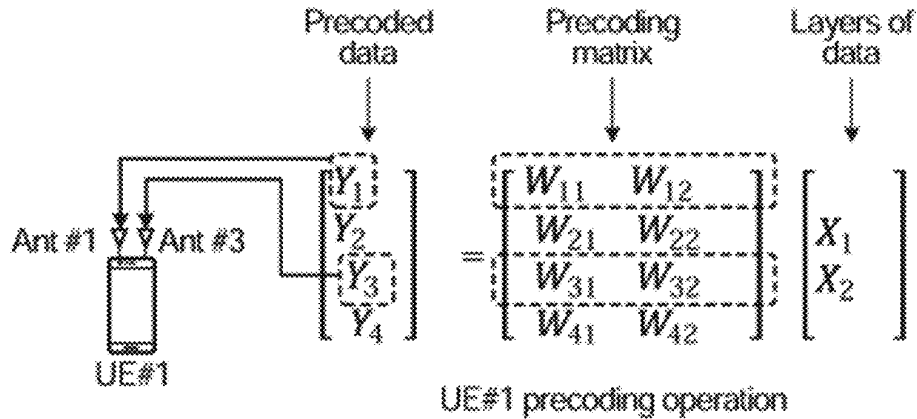 Precoded data
Precoding matrix
Layers of data
Y1
W11 W12
Ant #1 Ant #3
Y2
=
W21 W22
X1
Y3
W31 W32
X2
Y4
W41 W42
UE#1
UE#1 precoding operation